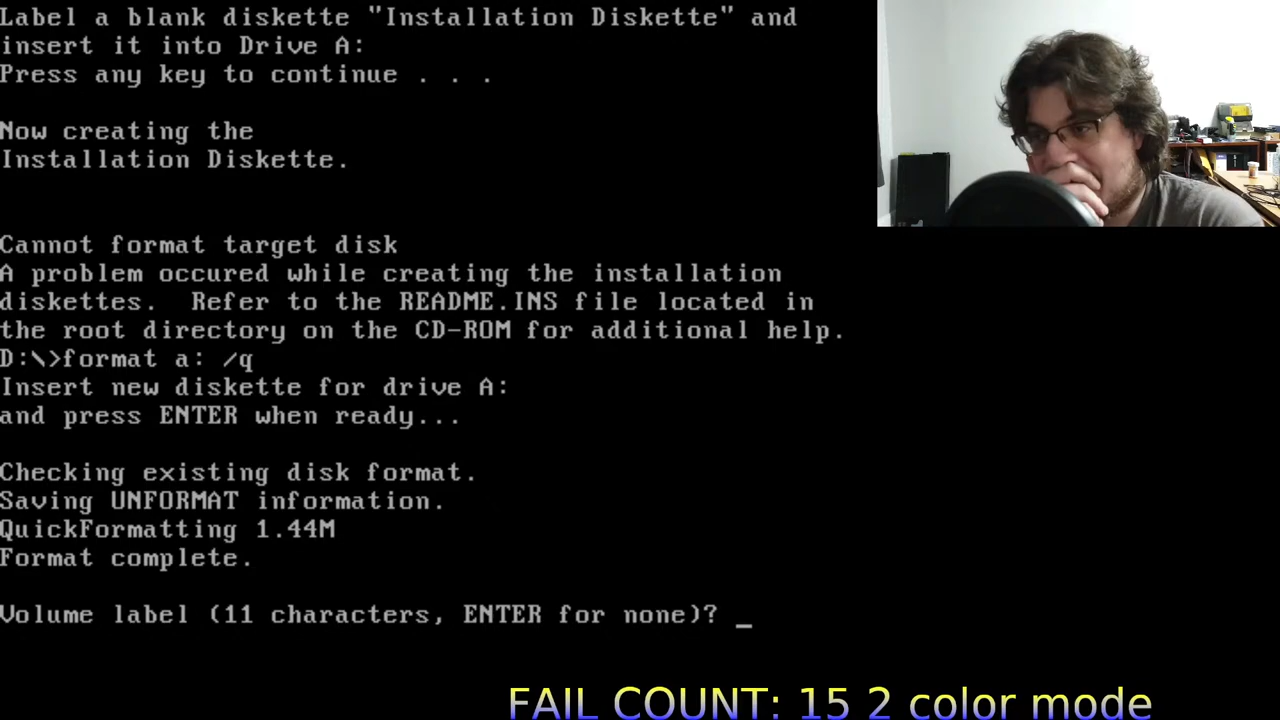 Label a blank diskette "Installation Diskette" and
insert it into Drive A:
Press any key to continue . . .
Now creating the
Installation Diskette.
Cannot format target disk
A problem occured while creating the installation
diskettes.  Refer to the README.INS file located in
the root directory on the CD-ROM for additional help.
D:\>format a: /q
Insert new diskette for drive A:
and press ENTER when ready...
Checking existing disk format.
Saving UNFORMAT information.
QuickFormatting 1.44M
Format complete.
Volume label (11 characters, ENTER for none)? _
FAIL COUNT: 15 2 color mode